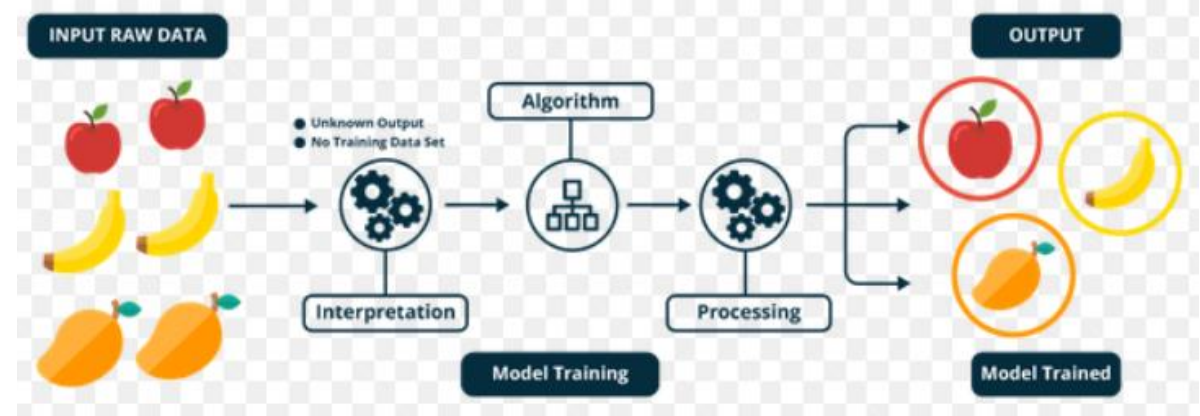 INPUT RAW DATA
OUTPUT
Algorithm
● Unknown Output
● No Training Data Set
Interpretation
Processing
Model Training
Model Trained